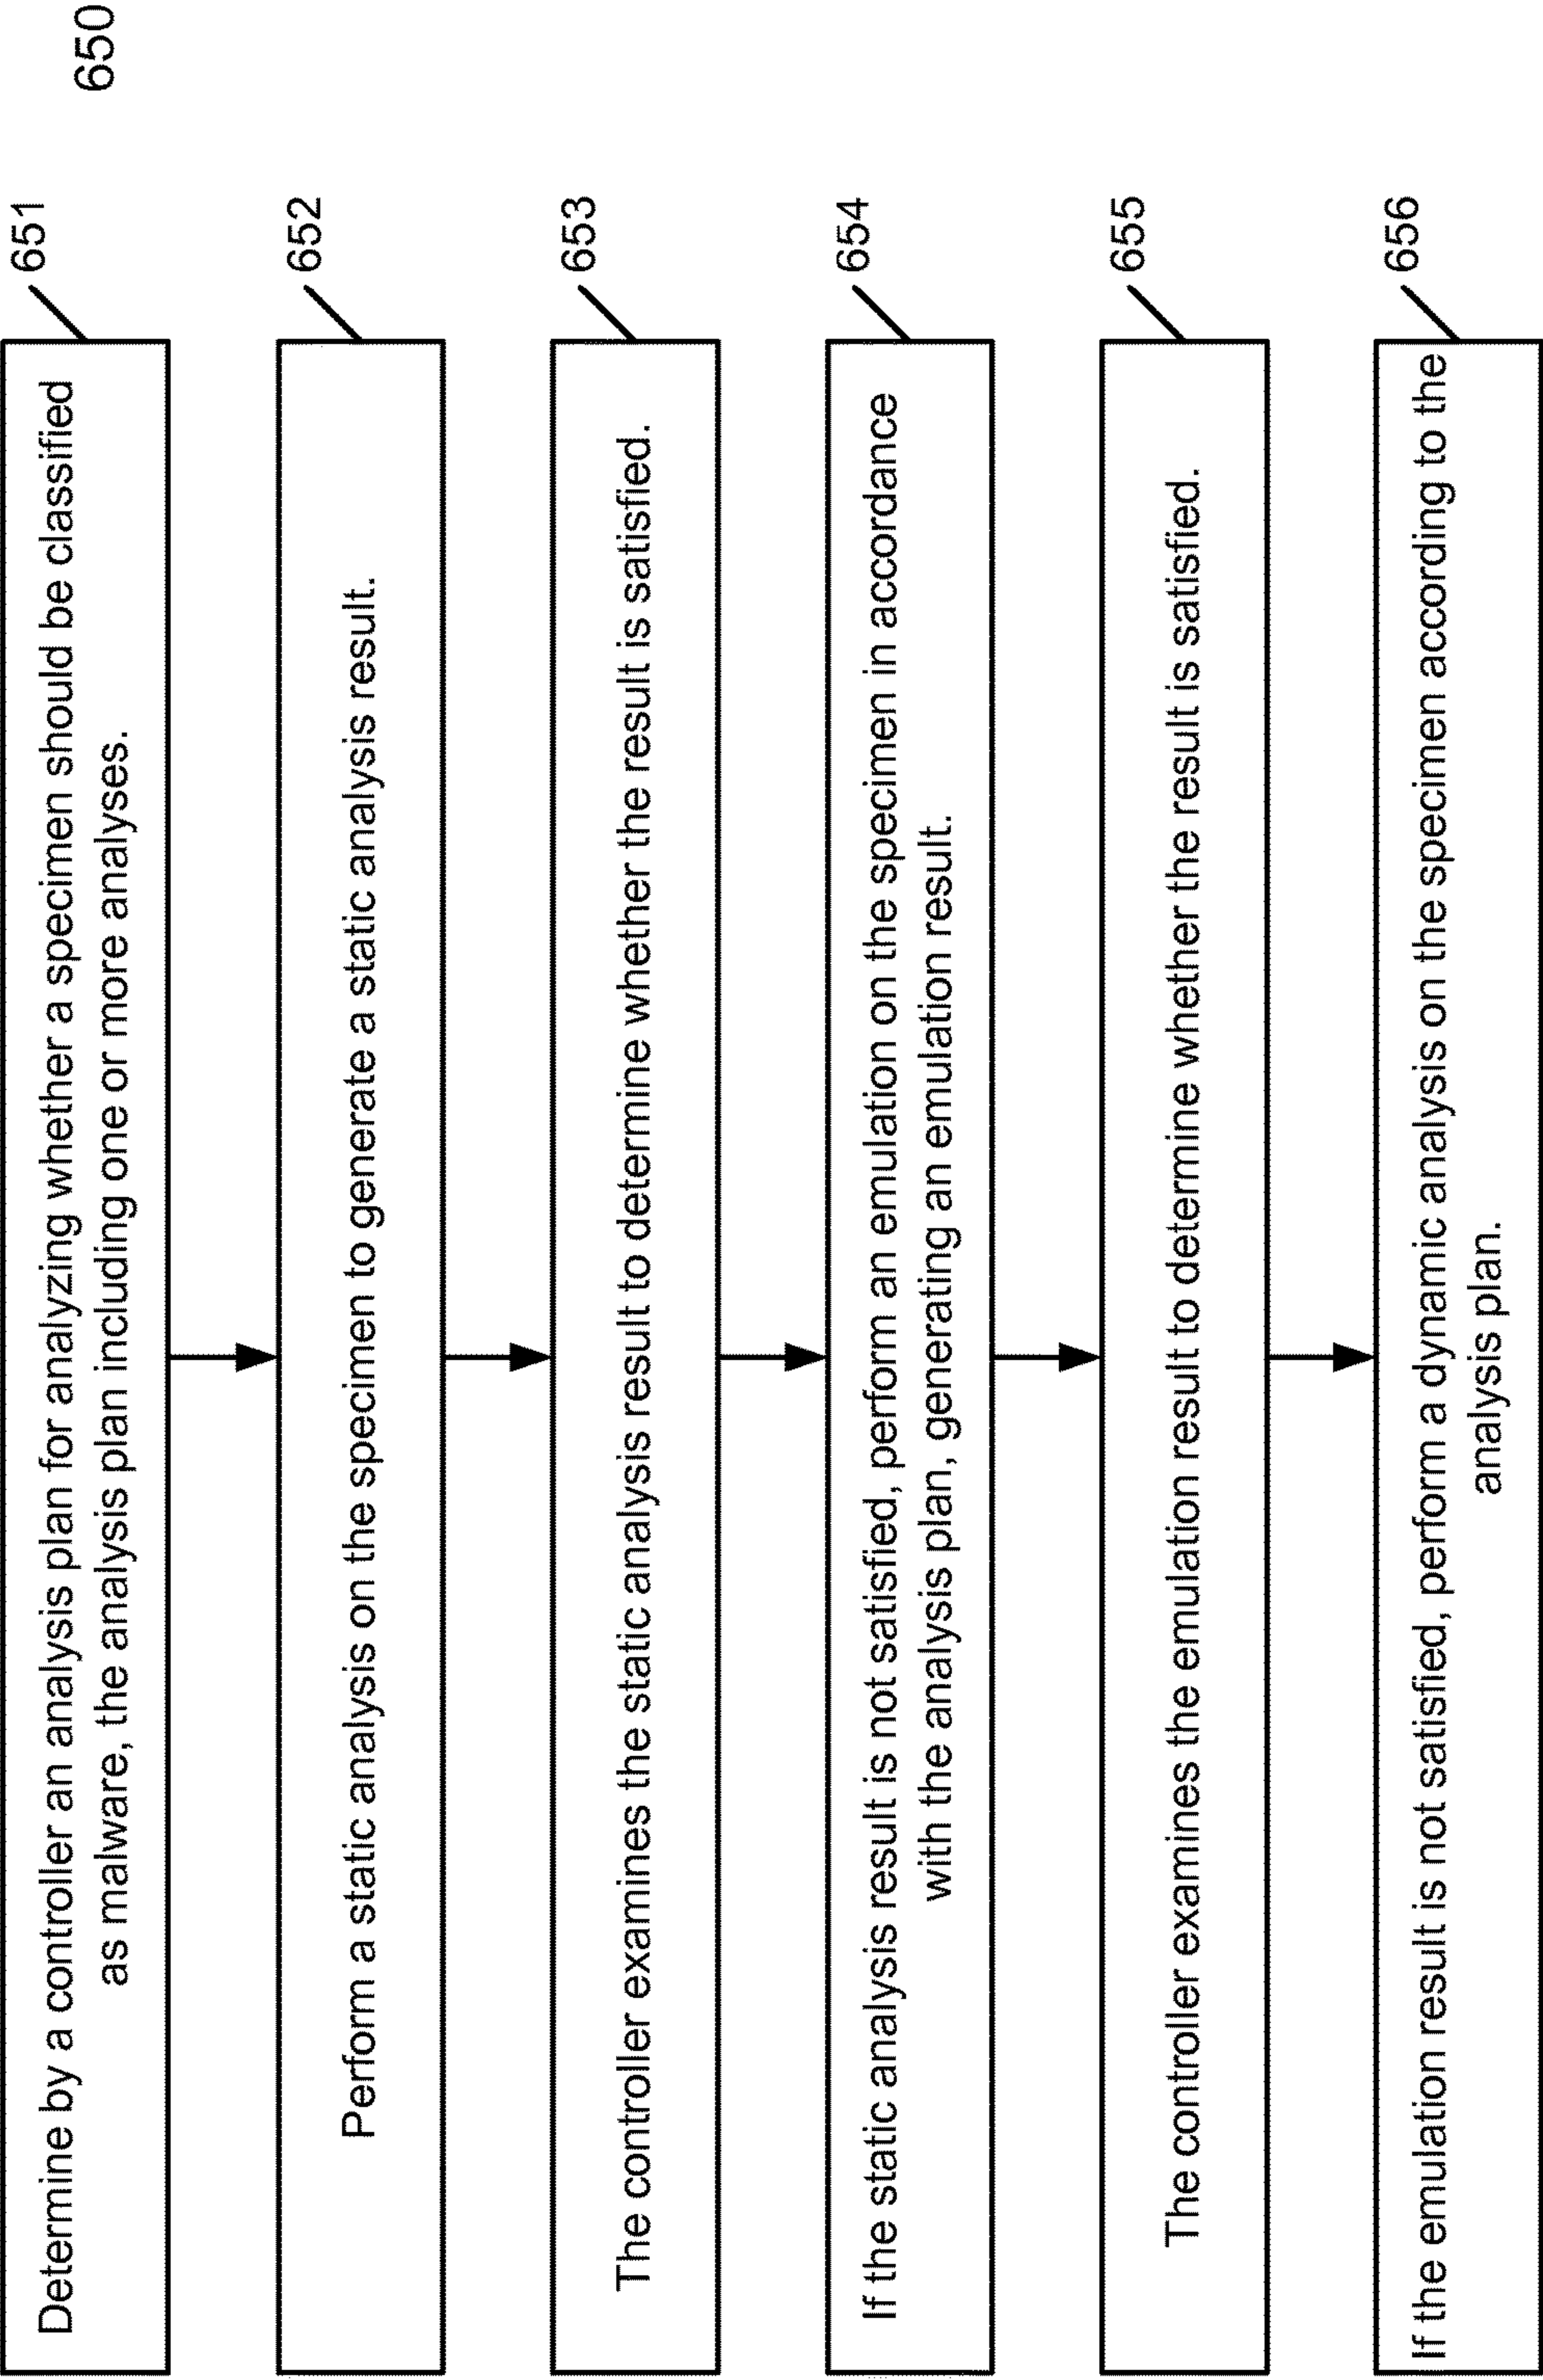 650
651
Determine by a controller an analysis plan for analyzing whether a specimen should be classified
as malware, the analysis plan including one or more analyses.
652
Perform a static analysis on the specimen to generate a static analysis result.
653
The controller examines the static analysis result to determine whether the result is satisfied.
654
If the static analysis result is not satisfied, perform an emulation on the specimen in accordance
with the analysis plan, generating an emulation result.
655
The controller examines the emulation result to determine whether the result is satisfied.
656
If the emulation result is not satisfied, perform a dynamic analysis on the specimen according to the
analysis plan.